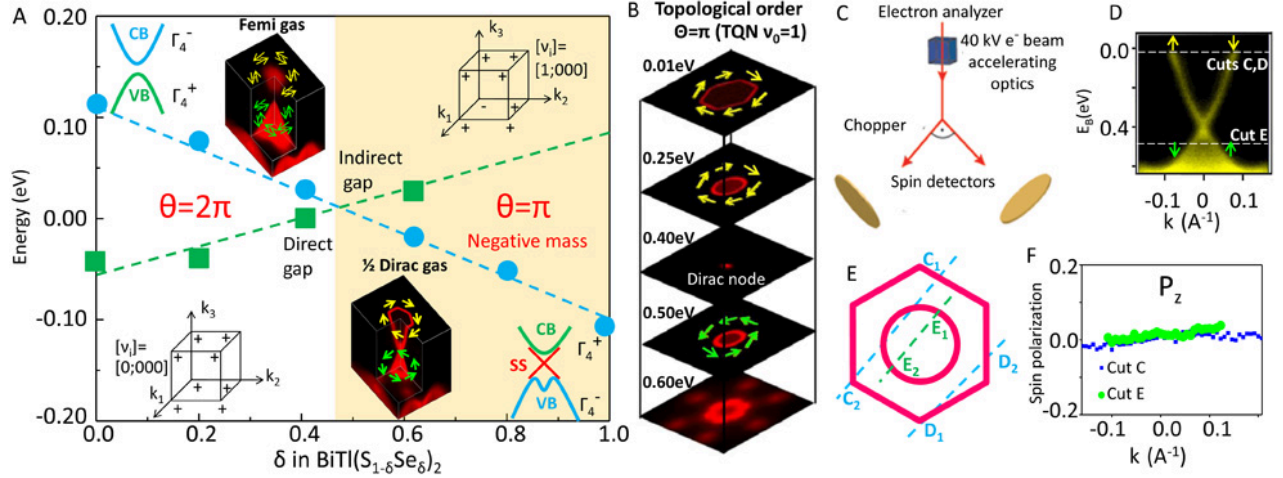 A
CB
Γ₄⁻
VB
Γ₄⁺
Femi gas
[νᵢ]=
[1;000]
k₃
k₂
k₁
+ + + + - + + +
0.20
0.10
0.00
-0.10
-0.20
Energy (eV)
θ=2π
Indirect
gap
Direct
gap
θ=π
Negative mass
½ Dirac gas
[νᵢ]=
[0;000]
k₃
k₂
k₁
+ + + + + + + +
CB
SS
VB
Γ₄⁺
Γ₄⁻
0.0 0.2 0.4 0.6 0.8 1.0
δ in BiTl(S₁₋δSeδ)₂
B
Topological order
Θ=π (TQN ν₀=1)
0.01eV
0.25eV
0.40eV
Dirac node
0.50eV
0.60eV
C
Electron analyzer
40 kV e⁻ beam
accelerating
optics
Chopper
Spin detectors
D
Cuts C,D
Cut E
0.0
0.4
E_B(eV)
-0.1 0.0 0.1
k (A⁻¹)
E
C₁
E₁
E₂
D₂
C₂
D₁
F
P_z
0.2
0.0
-0.2
Spin polarization
Cut C
Cut E
-0.1 0.0 0.1
k (A⁻¹)